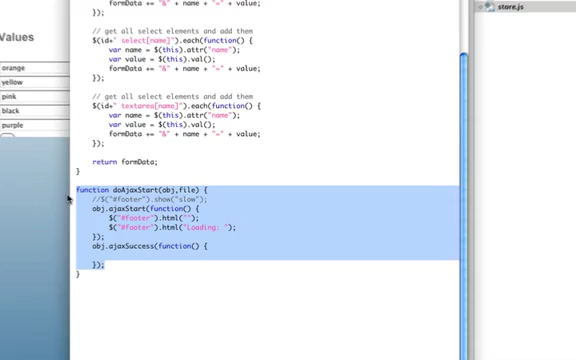 formData += "&" + name + "=" + value;
});
// get all select elements and add them
$(id+" select[name]").each(function() {
var name = $(this).attr("name");
var value = $(this).val();
formData += "&" + name + "=" + value;
});
// get all select elements and add them
$(id+" textarea[name]").each(function() {
var name = $(this).attr("name");
var value = $(this).val();
formData += "&" + name + "=" + value;
});
return formData;
}
function doAjaxStart(obj,file) {
//$("#footer").show("slow");
obj.ajaxStart(function() {
$("#footer").html("");
$("#footer").html("Loading: ");
});
obj.ajaxSuccess(function() {
});
}
Values
orange
yellow
pink
black
purple
store.js